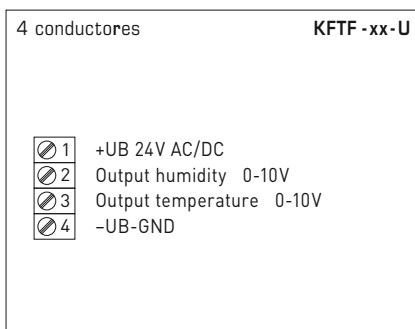 4 conductores KFTF - xx - U
1 +UB 24V AC/DC
2 Output humidity 0-10V
3 Output temperature 0-10V
4 –UB-GND